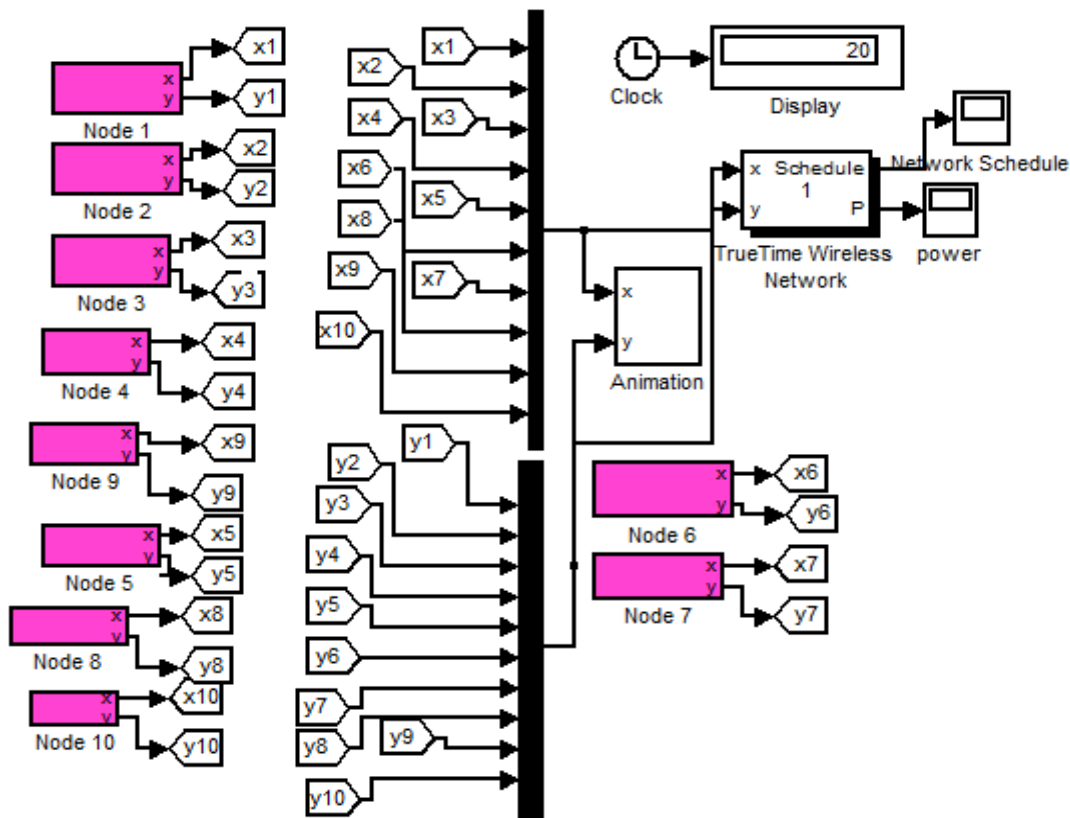 x
y
Node 1
x1
y1
x
y
Node 2
x2
y2
x
y
Node 3
x3
y3
x
y
Node 4
x4
y4
x
y
Node 9
x9
y9
x
y
Node 5
x5
y5
x
y
Node 8
x8
y8
x
y
Node 10
x10
y10
x1
x2
x4
x3
x6
x5
x8
x9
x7
x10
y1
y2
y3
y4
y5
y6
y7
y8
y9
y10
Clock
20
Display
x Schedule
1
y P
TrueTime Wireless
Network
Network Schedule
power
x
y
Animation
x
y
Node 6
x6
y6
x
y
Node 7
x7
y7